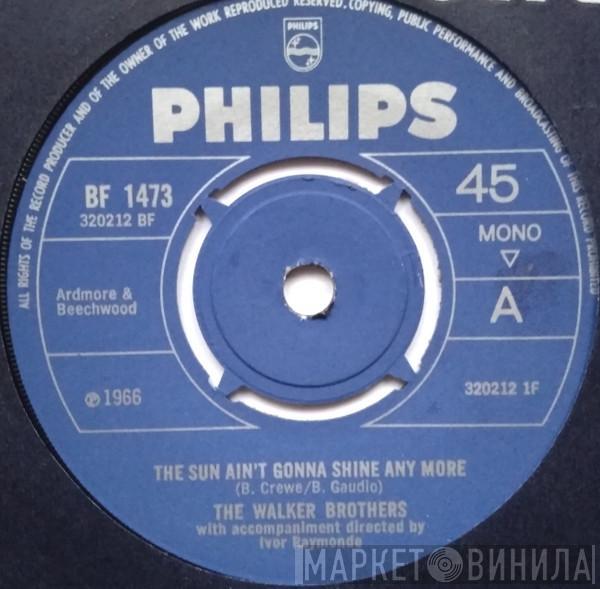 ALL RIGHTS OF THE RECORD PRODUCER AND OF THE OWNER OF THE WORK REPRODUCED RESERVED. COPYING, PUBLIC PERFORMANCE AND BROADCASTING OF THIS RECORD PROHIBITED
PHILIPS
PHILIPS
BF 1473
320212 BF
45
MONO
Ardmore &
Beechwood
A
℗ 1966
320212 1F
THE SUN AIN'T GONNA SHINE ANY MORE
(B. Crewe/B. Gaudio)
THE WALKER BROTHERS
with accompaniment directed by
Ivor Raymonde
МАРКЕТ ВИНИЛА